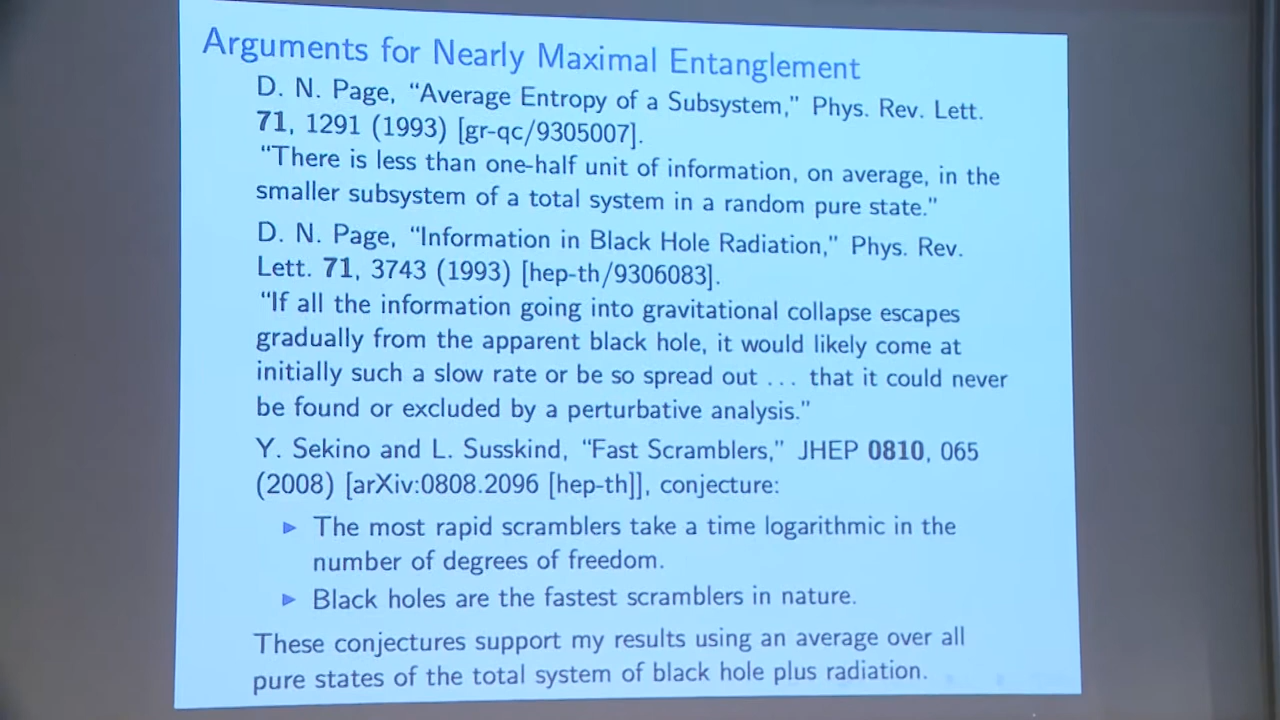 Arguments for Nearly Maximal Entanglement
D. N. Page, “Average Entropy of a Subsystem,” Phys. Rev. Lett.
71, 1291 (1993) [gr-qc/9305007].
“There is less than one-half unit of information, on average, in the
smaller subsystem of a total system in a random pure state.”
D. N. Page, “Information in Black Hole Radiation,” Phys. Rev.
Lett. 71, 3743 (1993) [hep-th/9306083].
“If all the information going into gravitational collapse escapes
gradually from the apparent black hole, it would likely come at
initially such a slow rate or be so spread out ... that it could never
be found or excluded by a perturbative analysis.”
Y. Sekino and L. Susskind, “Fast Scramblers,” JHEP 0810, 065
(2008) [arXiv:0808.2096 [hep-th]], conjecture:
The most rapid scramblers take a time logarithmic in the
number of degrees of freedom.
Black holes are the fastest scramblers in nature.
These conjectures support my results using an average over all
pure states of the total system of black hole plus radiation.